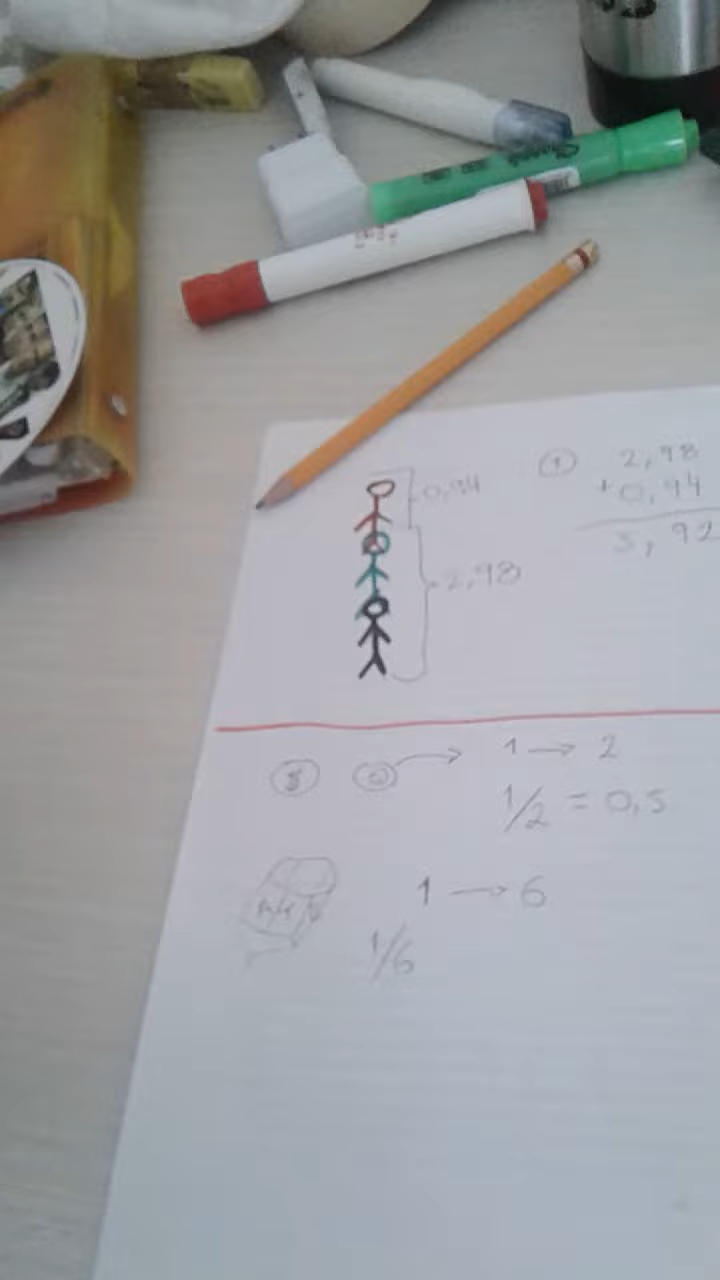 ① 2,98
0,94
+0,94
3,92
2,98
1 → 2
1/2 = 0,5
1 → 6
1/6